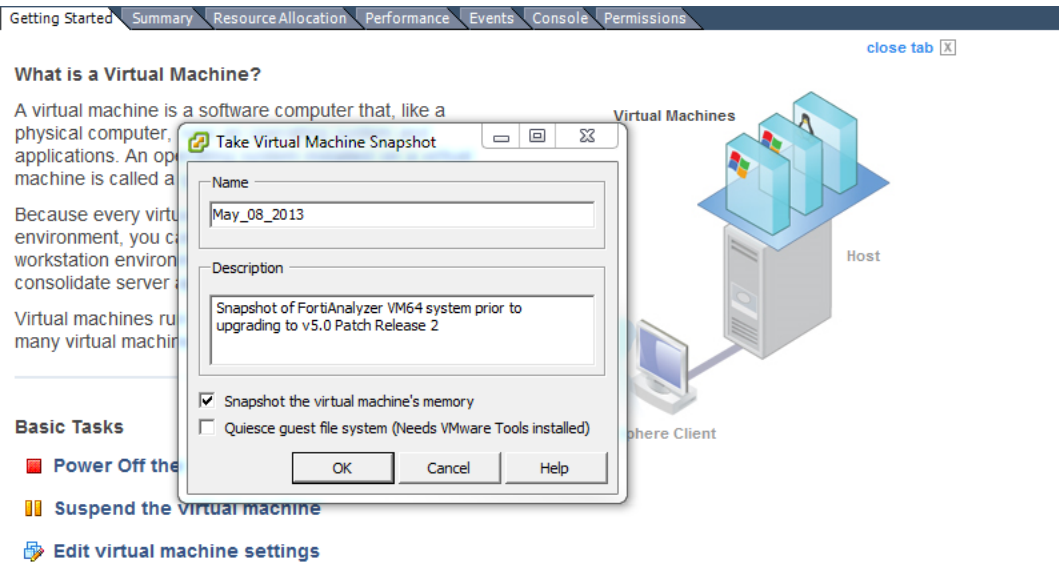 Getting Started Summary Resource Allocation Performance Events Console Permissions
close tab X
What is a Virtual Machine?
A virtual machine is a software computer that, like a
physical computer,
applications. An ope
machine is called a
Because every virtu
environment, you ca
workstation environ
consolidate server a
Virtual machines ru
many virtual machin
Virtual Machines
Host
phere Client
Take Virtual Machine Snapshot
Name
May_08_2013
Description
Snapshot of FortiAnalyzer VM64 system prior to
upgrading to v5.0 Patch Release 2
Snapshot the virtual machine's memory
Quiesce guest file system (Needs VMware Tools installed)
OK Cancel Help
Basic Tasks
Power Off the
Suspend the virtual machine
Edit virtual machine settings